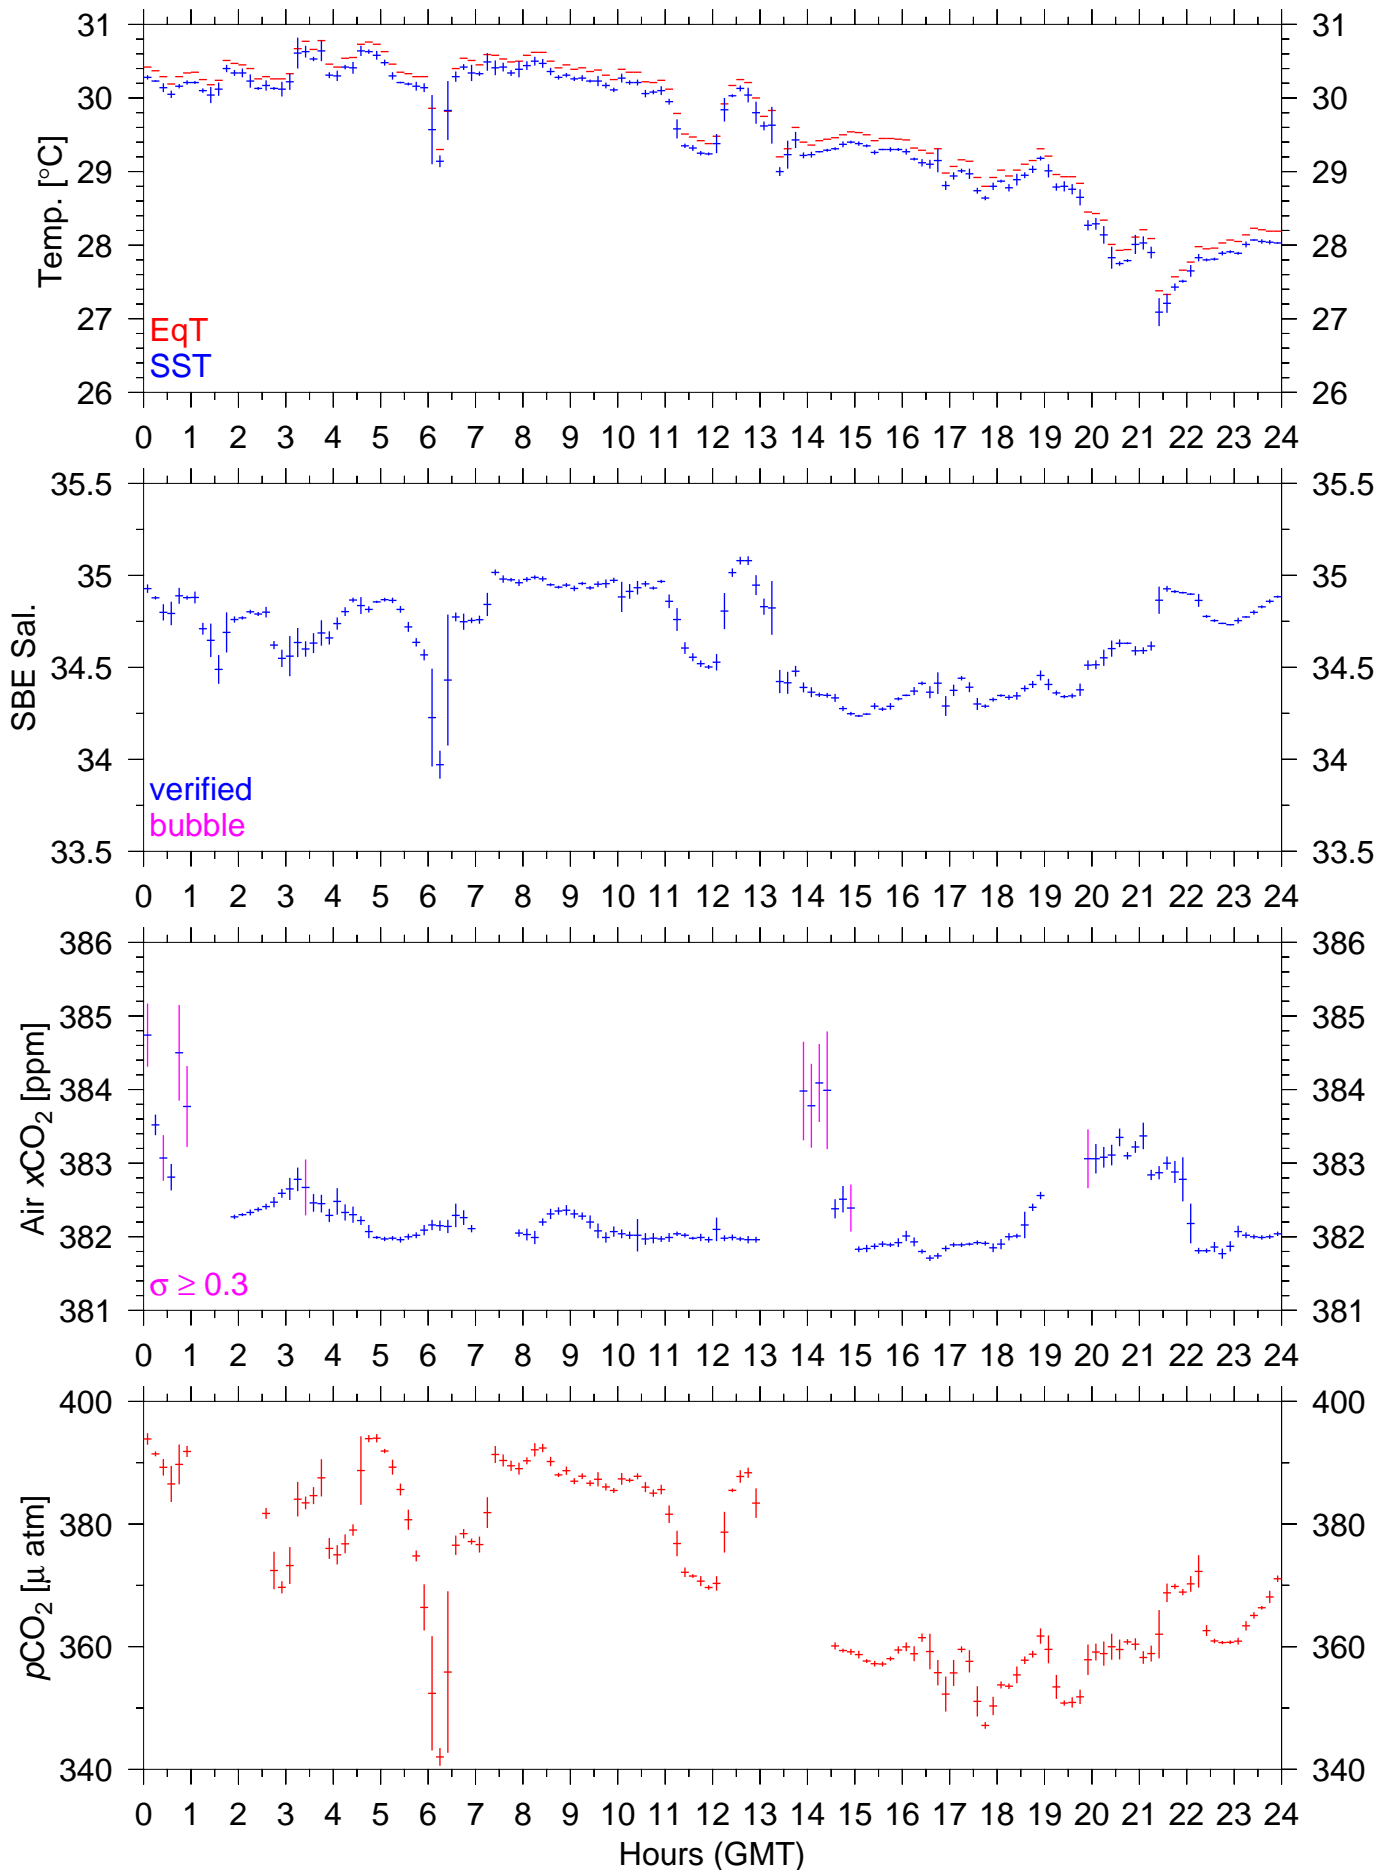 31 31
30 30
29 29
28 28
27 27
26 26
Temp. [°C]
EqT
SST
0 1 2 3 4 5 6 7 8 9 10 11 12 13 14 15 16 17 18 19 20 21 22 23 24
35.5 35.5
35 35
34.5 34.5
34 34
33.5 33.5
SBE Sal.
verified
bubble
0 1 2 3 4 5 6 7 8 9 10 11 12 13 14 15 16 17 18 19 20 21 22 23 24
386 386
385 385
384 384
383 383
382 382
381 381
Air xCO₂ [ppm]
σ ≥ 0.3
0 1 2 3 4 5 6 7 8 9 10 11 12 13 14 15 16 17 18 19 20 21 22 23 24
400 400
380 380
360 360
340 340
pCO₂ [μ atm]
0 1 2 3 4 5 6 7 8 9 10 11 12 13 14 15 16 17 18 19 20 21 22 23 24
Hours (GMT)